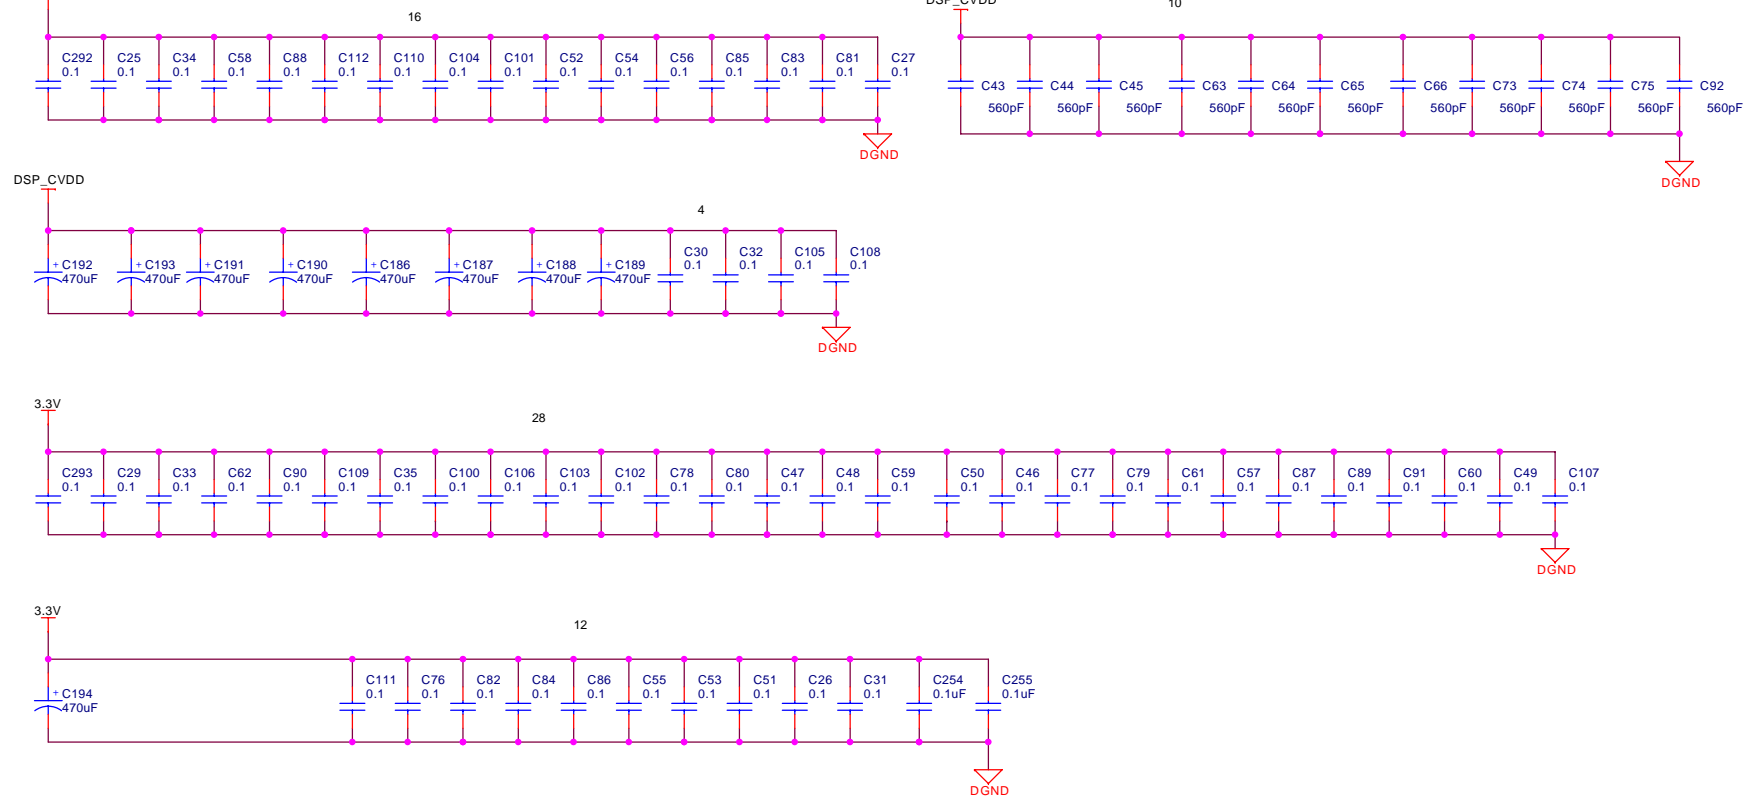 16
C292 C25 C34 C58 C88 C112 C110 C104 C101 C52 C54 C56 C85 C83 C81 C27
0.1 0.1 0.1 0.1 0.1 0.1 0.1 0.1 0.1 0.1 0.1 0.1 0.1 0.1 0.1 0.1
DGND
DSP_CVDD
10
C43 C44 C45 C63 C64 C65 C66 C73 C74 C75 C92
560pF 560pF 560pF 560pF 560pF 560pF 560pF 560pF 560pF 560pF 560pF
DGND
DSP_CVDD
4
+ C192 + C193 + C191 + C190 + C186 + C187 + C188 + C189 C30 C32 C105 C108
470uF 470uF 470uF 470uF 470uF 470uF 470uF 470uF 0.1 0.1 0.1 0.1
DGND
3.3V
28
C293 C29 C33 C62 C90 C109 C35 C100 C106 C103 C102 C78 C80 C47 C48 C59 C50 C46 C77 C79 C61 C57 C87 C89 C91 C60 C49 C107
0.1 0.1 0.1 0.1 0.1 0.1 0.1 0.1 0.1 0.1 0.1 0.1 0.1 0.1 0.1 0.1 0.1 0.1 0.1 0.1 0.1 0.1 0.1 0.1 0.1 0.1 0.1 0.1
DGND
3.3V
12
+ C194 C111 C76 C82 C84 C86 C55 C53 C51 C26 C31 C254 C255
470uF 0.1 0.1 0.1 0.1 0.1 0.1 0.1 0.1 0.1 0.1 0.1uF 0.1uF
DGND